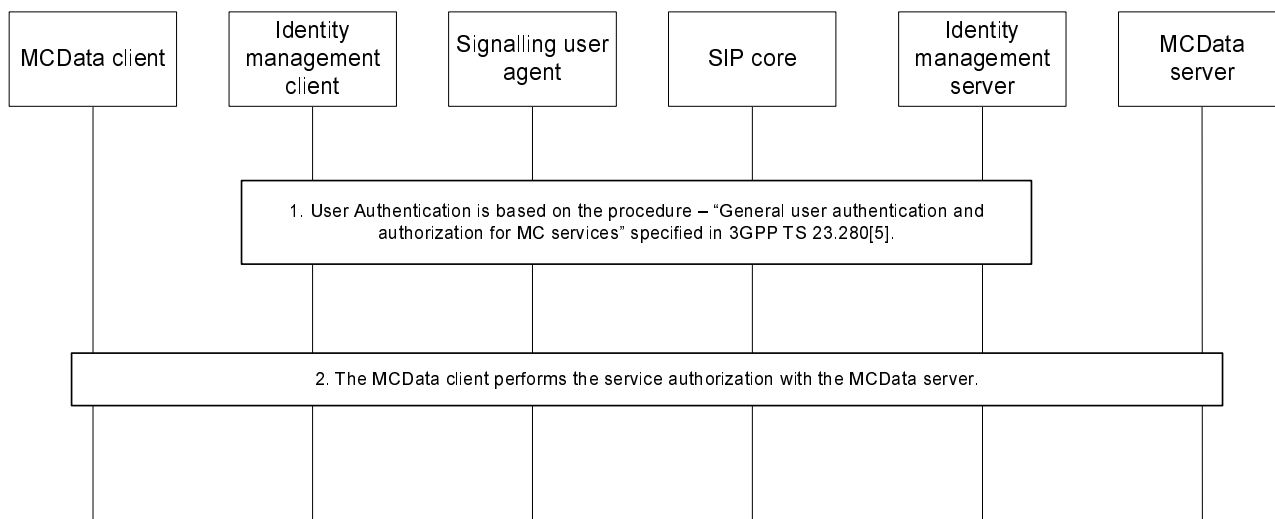 MCData client
Identity
management
client
Signalling user
agent
SIP core
Identity
management
server
MCData
server
1. User Authentication is based on the procedure – “General user authentication and
authorization for MC services” specified in 3GPP TS 23.280[5].
2. The MCData client performs the service authorization with the MCData server.